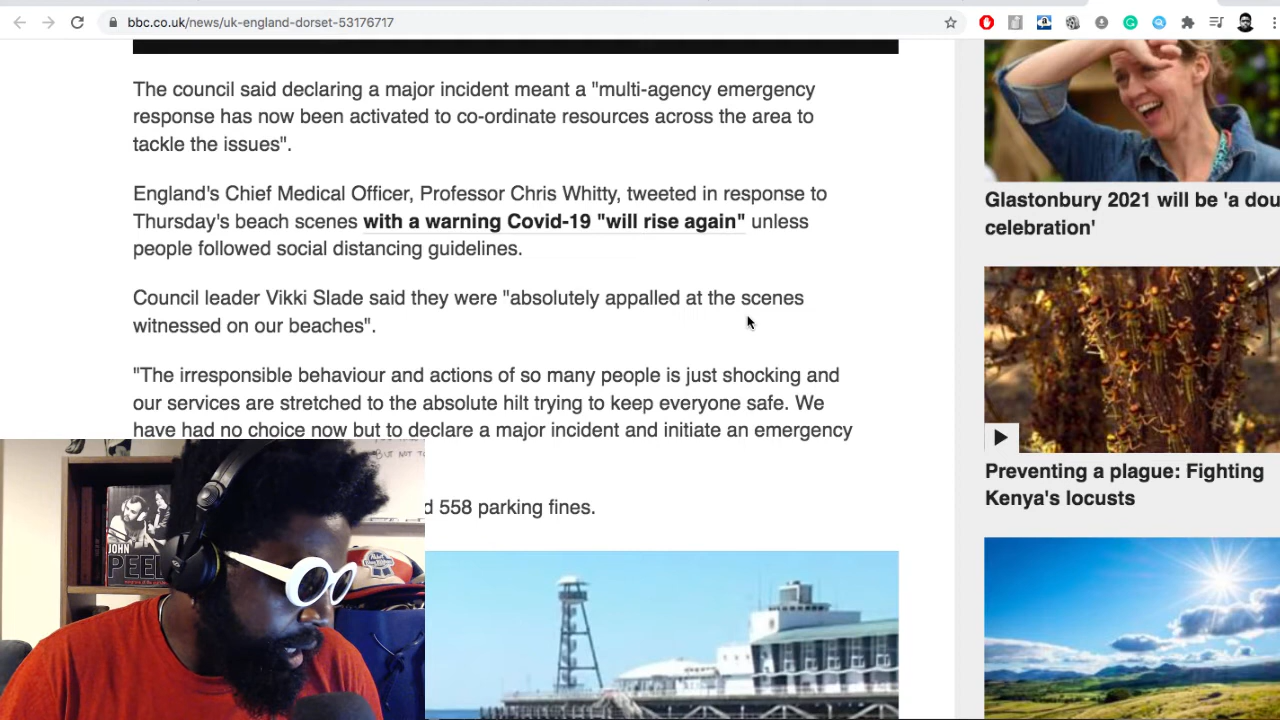 bbc.co.uk/news/uk-england-dorset-53176717
The council said declaring a major incident meant a "multi-agency emergency
response has now been activated to co-ordinate resources across the area to
tackle the issues".
England's Chief Medical Officer, Professor Chris Whitty, tweeted in response to
Thursday's beach scenes with a warning Covid-19 "will rise again" unless
people followed social distancing guidelines.
Council leader Vikki Slade said they were "absolutely appalled at the scenes
witnessed on our beaches".
"The irresponsible behaviour and actions of so many people is just shocking and
our services are stretched to the absolute hilt trying to keep everyone safe. We
have had no choice now but to declare a major incident and initiate an emergency
d 558 parking fines.
Glastonbury 2021 will be 'a dou
celebration'
Preventing a plague: Fighting
Kenya's locusts
BUT NOT TO
JOHN
PEEL